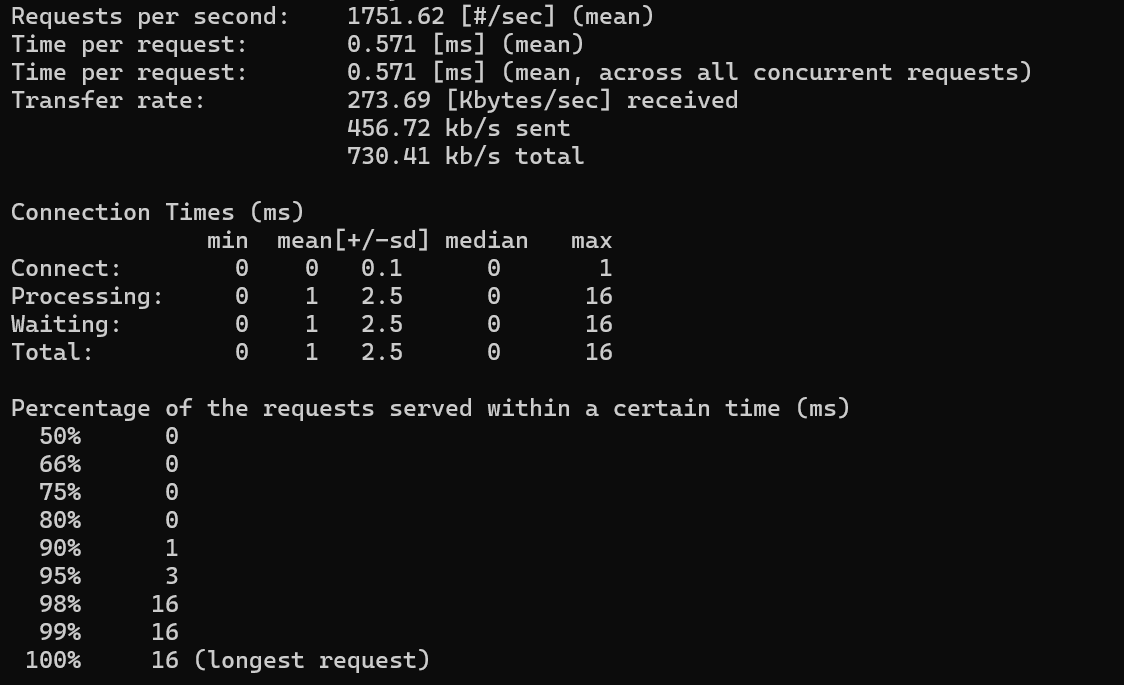 Requests per second:    1751.62 [#/sec] (mean)
Time per request:       0.571 [ms] (mean)
Time per request:       0.571 [ms] (mean, across all concurrent requests)
Transfer rate:          273.69 [Kbytes/sec] received
                        456.72 kb/s sent
                        730.41 kb/s total

Connection Times (ms)
              min  mean[+/-sd] median   max
Connect:        0    0   0.1      0       1
Processing:     0    1   2.5      0      16
Waiting:        0    1   2.5      0      16
Total:          0    1   2.5      0      16

Percentage of the requests served within a certain time (ms)
  50%      0
  66%      0
  75%      0
  80%      0
  90%      1
  95%      3
  98%     16
  99%     16
 100%     16 (longest request)